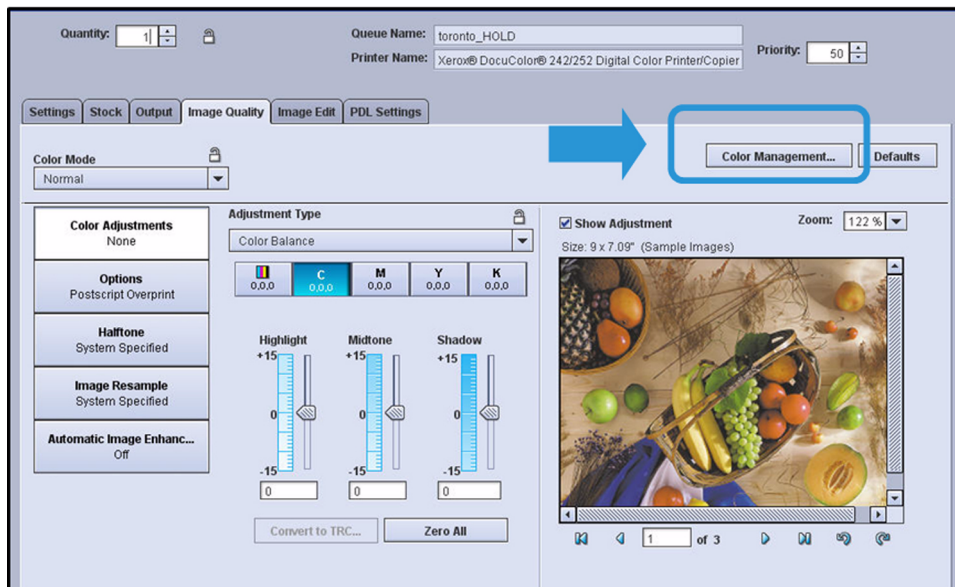 Quantity: 1
Queue Name: toronto_HOLD
Printer Name: Xerox® DocuColor® 242/252 Digital Color Printer/Copier
Priority: 50
Settings Stock Output Image Quality Image Edit PDL Settings
Color Management... Defaults
Color Mode
Normal
Color Adjustments
None
Options
Postscript Overprint
Halftone
System Specified
Image Resample
System Specified
Automatic Image Enhanc...
Off
Adjustment Type
Color Balance
C M Y K
0,0,0 0,0,0 0,0,0 0,0,0 0,0,0
Highlight Midtone Shadow
+15 +15 +15
0 0 0
-15 -15 -15
0 0 0
Convert to TRC... Zero All
Show Adjustment Zoom: 122 %
Size: 9 x 7.09" (Sample Images)
1 of 3